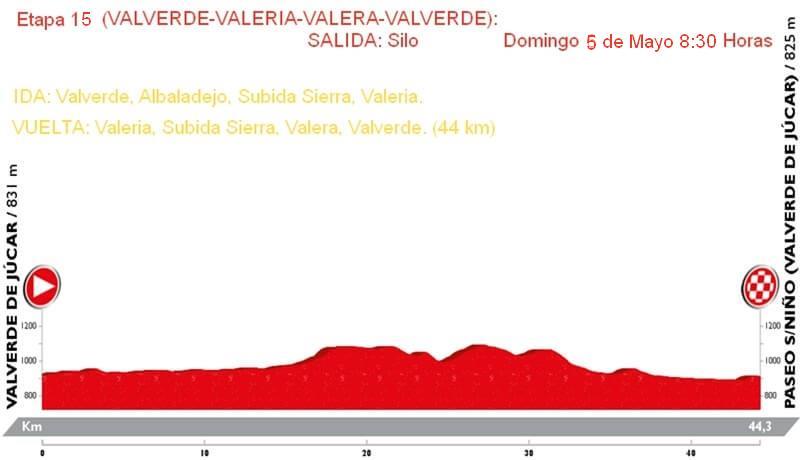 Etapa 15 (VALVERDE-VALERIA-VALERA-VALVERDE):
SALIDA: Silo Domingo 5 de Mayo 8:30 Horas
IDA: Valverde, Albaladejo, Subida Sierra, Valeria.
VUELTA: Valeria, Subida Sierra, Valera, Valverde. (44 km)
VALVERDE DE JÚCAR / 831 m
PASEO S/NIÑO (VALVERDE DE JÚCAR) / 825 m
1200 1200
1000 1000
800 800
Km 44,3
0 10 20 30 40